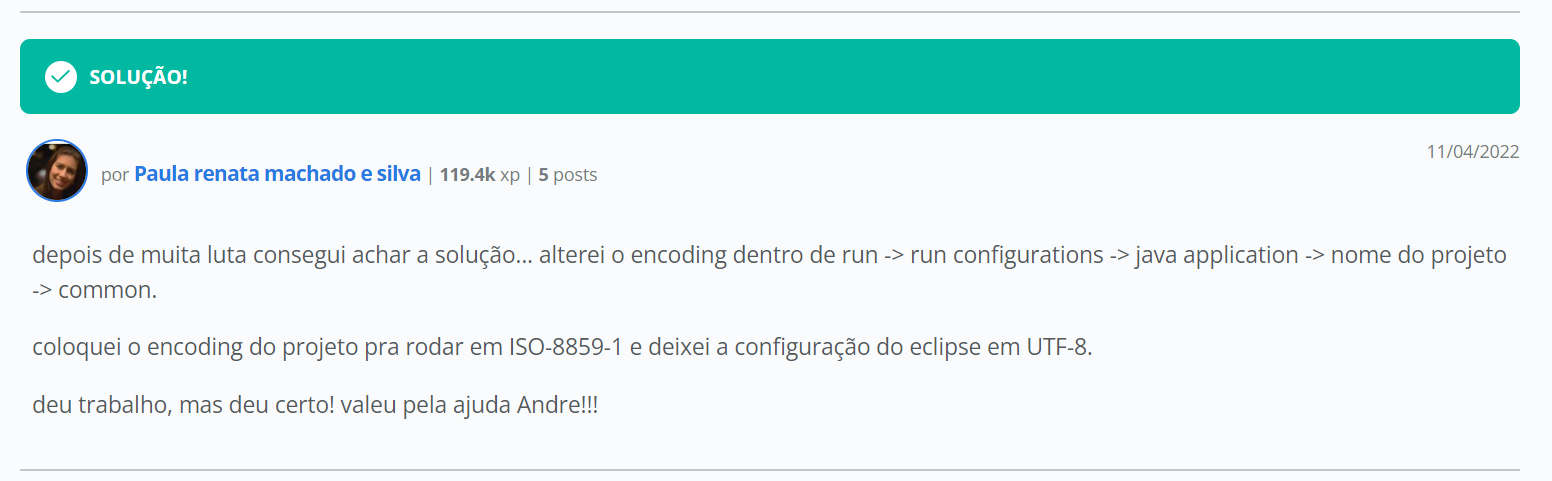 SOLUÇÃO!
por Paula renata machado e silva | 119.4k xp | 5 posts
11/04/2022
depois de muita luta consegui achar a solução... alterei o encoding dentro de run -> run configurations -> java application -> nome do projeto
-> common.
coloquei o encoding do projeto pra rodar em ISO-8859-1 e deixei a configuração do eclipse em UTF-8.
deu trabalho, mas deu certo! valeu pela ajuda Andre!!!